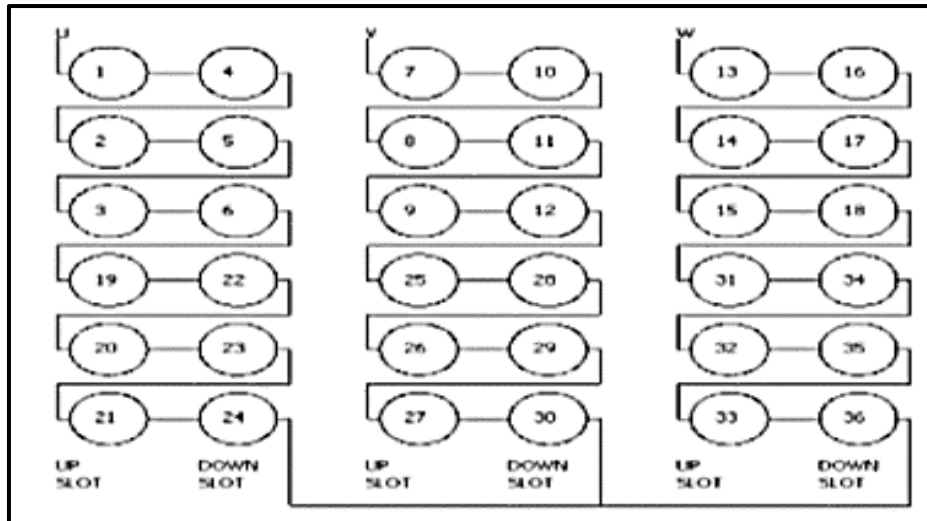 U V W
1 4 7 10 13 16
2 5 8 11 14 17
3 6 9 12 15 18
19 22 25 28 31 34
20 23 26 29 32 35
21 24 27 30 33 36
UP DOWN UP DOWN UP DOWN
SLOT SLOT SLOT SLOT SLOT SLOT